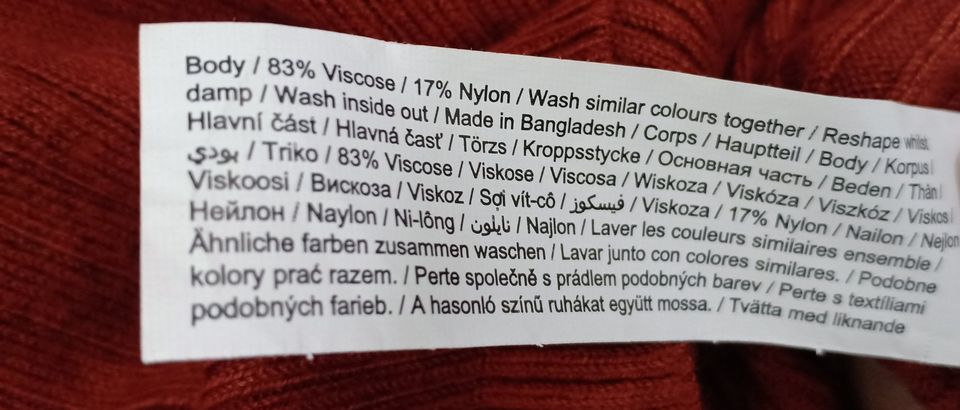 Body / 83% Viscose / 17% Nylon / Wash similar colours together / Reshape whilst
damp / Wash inside out / Made in Bangladesh / Corps / Hauptteil / Body / Korpus /
Hlavní část / Hlavná časť / Törzs / Kroppsstycke / Основная часть / Beden / Thân /
بودي / Triko / 83% Viscose / Viskose / Viscosa / Wiskoza / Viskóza / Viszkóz / Viskos /
Viskoosi / Вискоза / Viskoz / Sợi vít-cô / فيسكوز / Viskoza / 17% Nylon / Nailon / Nejlon
Нейлон / Naylon / Ni-lông / نايلون / Najlon / Laver les couleurs similaires ensemble /
Ähnliche farben zusammen waschen / Lavar junto con colores similares. / Podobne
kolory prać razem. / Perte společně s prádlem podobných barev / Perte s textíliami
podobných farieb. / A hasonló színű ruhákat együtt mossa. / Tvätta med liknande